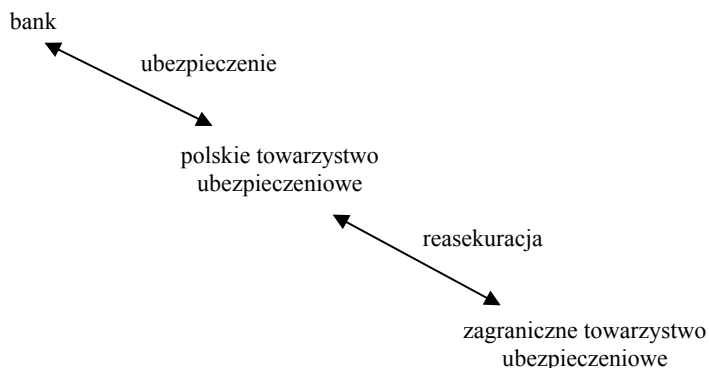 bank
ubezpieczenie
polskie towarzystwo
ubezpieczeniowe
reasekuracja
zagraniczne towarzystwo
ubezpieczeniowe